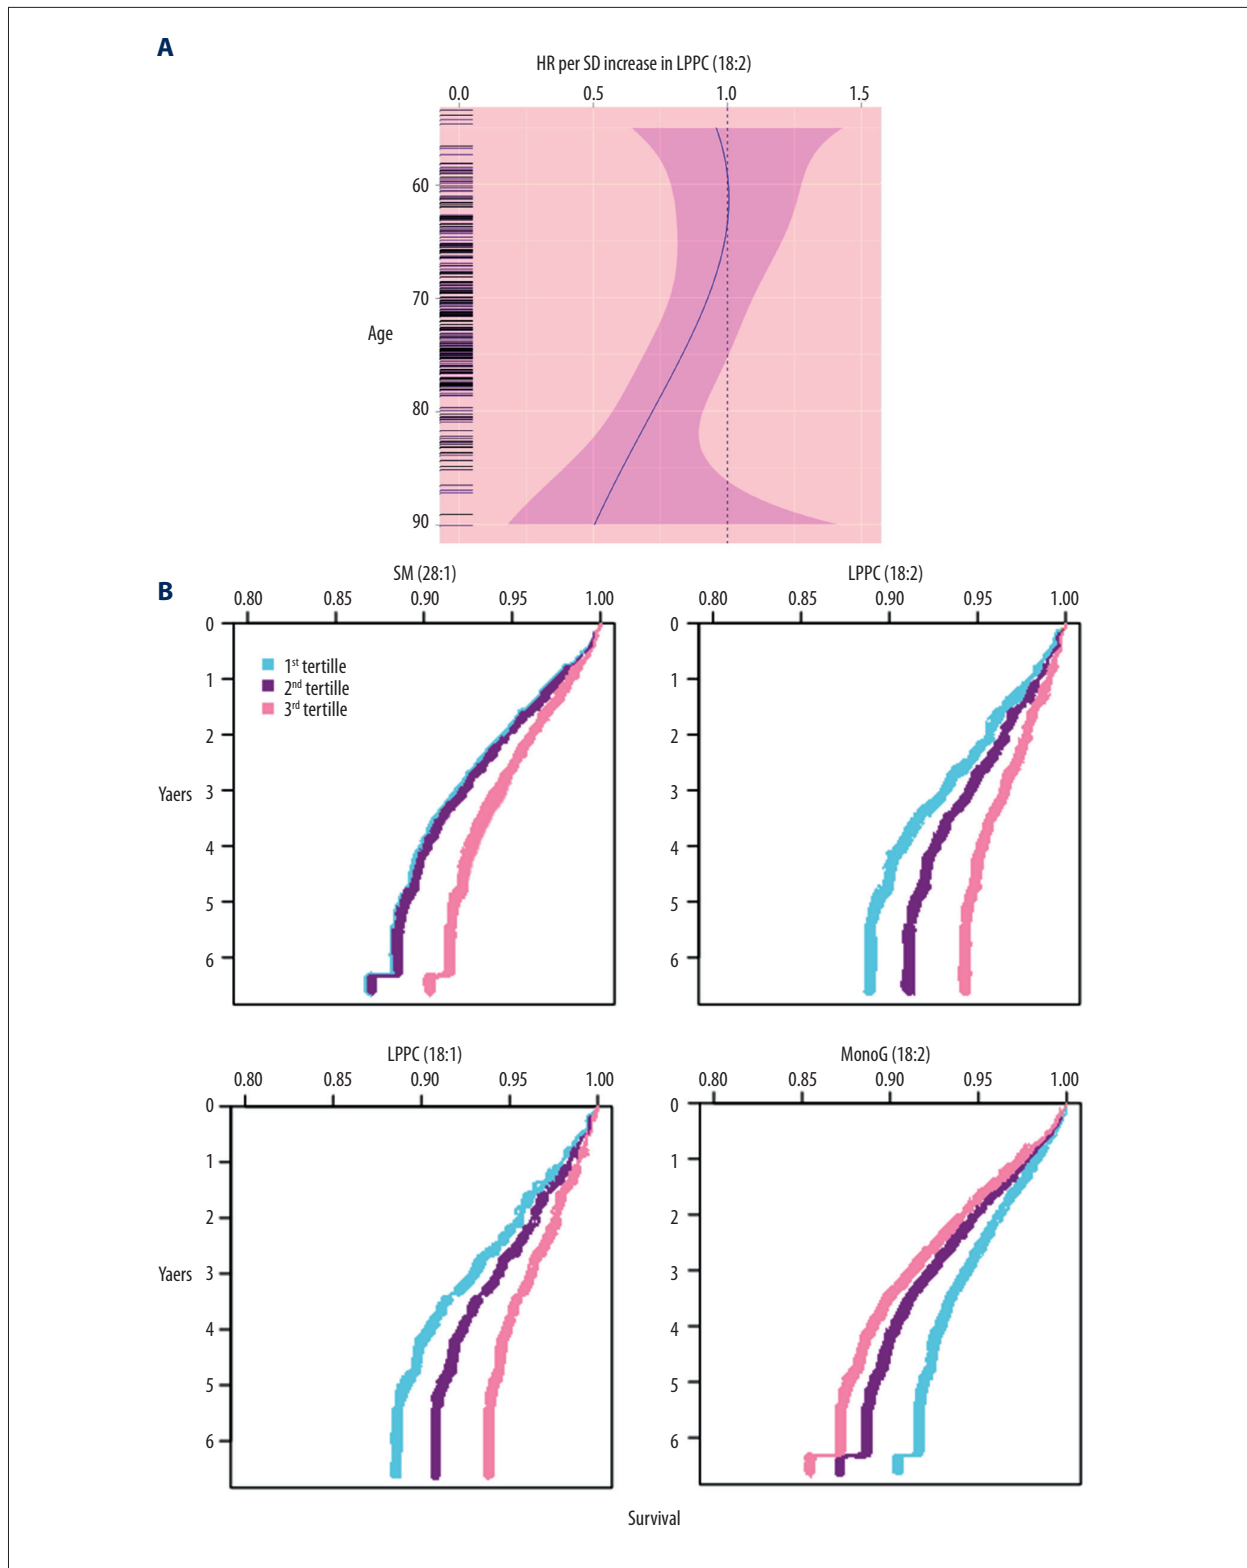 A
HR per SD increase in LPPC (18:2)
0.0 0.5 1.0 1.5
60
70
Age
80
90
B
SM (28:1)
0.80 0.85 0.90 0.95 1.00
0
1st tertille
1
2nd tertille
3rd tertille
2
Yaers 3
4
5
6
LPPC (18:2)
0.80 0.85 0.90 0.95 1.00
0
1
2
3
4
5
6
LPPC (18:1)
0.80 0.85 0.90 0.95 1.00
0
1
2
Yaers 3
4
5
6
MonoG (18:2)
0.80 0.85 0.90 0.95 1.00
0
1
2
3
4
5
6
Survival